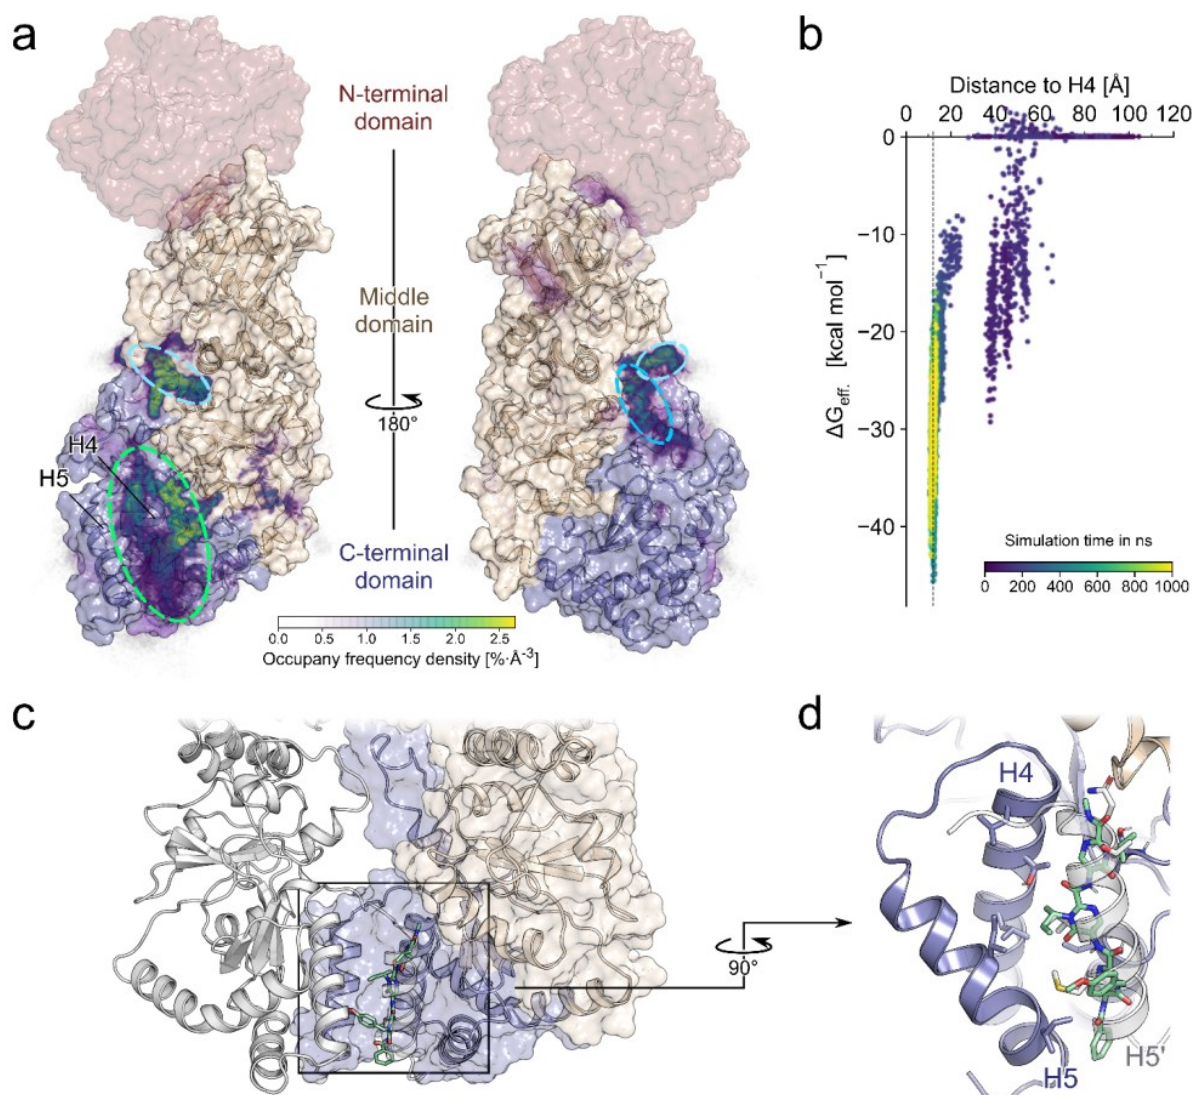 a
N-terminal
domain
Middle
domain
180°
H4
H5
C-terminal
domain
0.0 0.5 1.0 1.5 2.0 2.5
Occupany frequency density [%·Å-3]
b
Distance to H4 [Å]
0 20 40 60 80 100 120
0
−10
−20
−30
−40
ΔGeff. [kcal mol−1]
Simulation time in ns
0 200 400 600 800 1000
c
90°
d
H4
H5'
H5